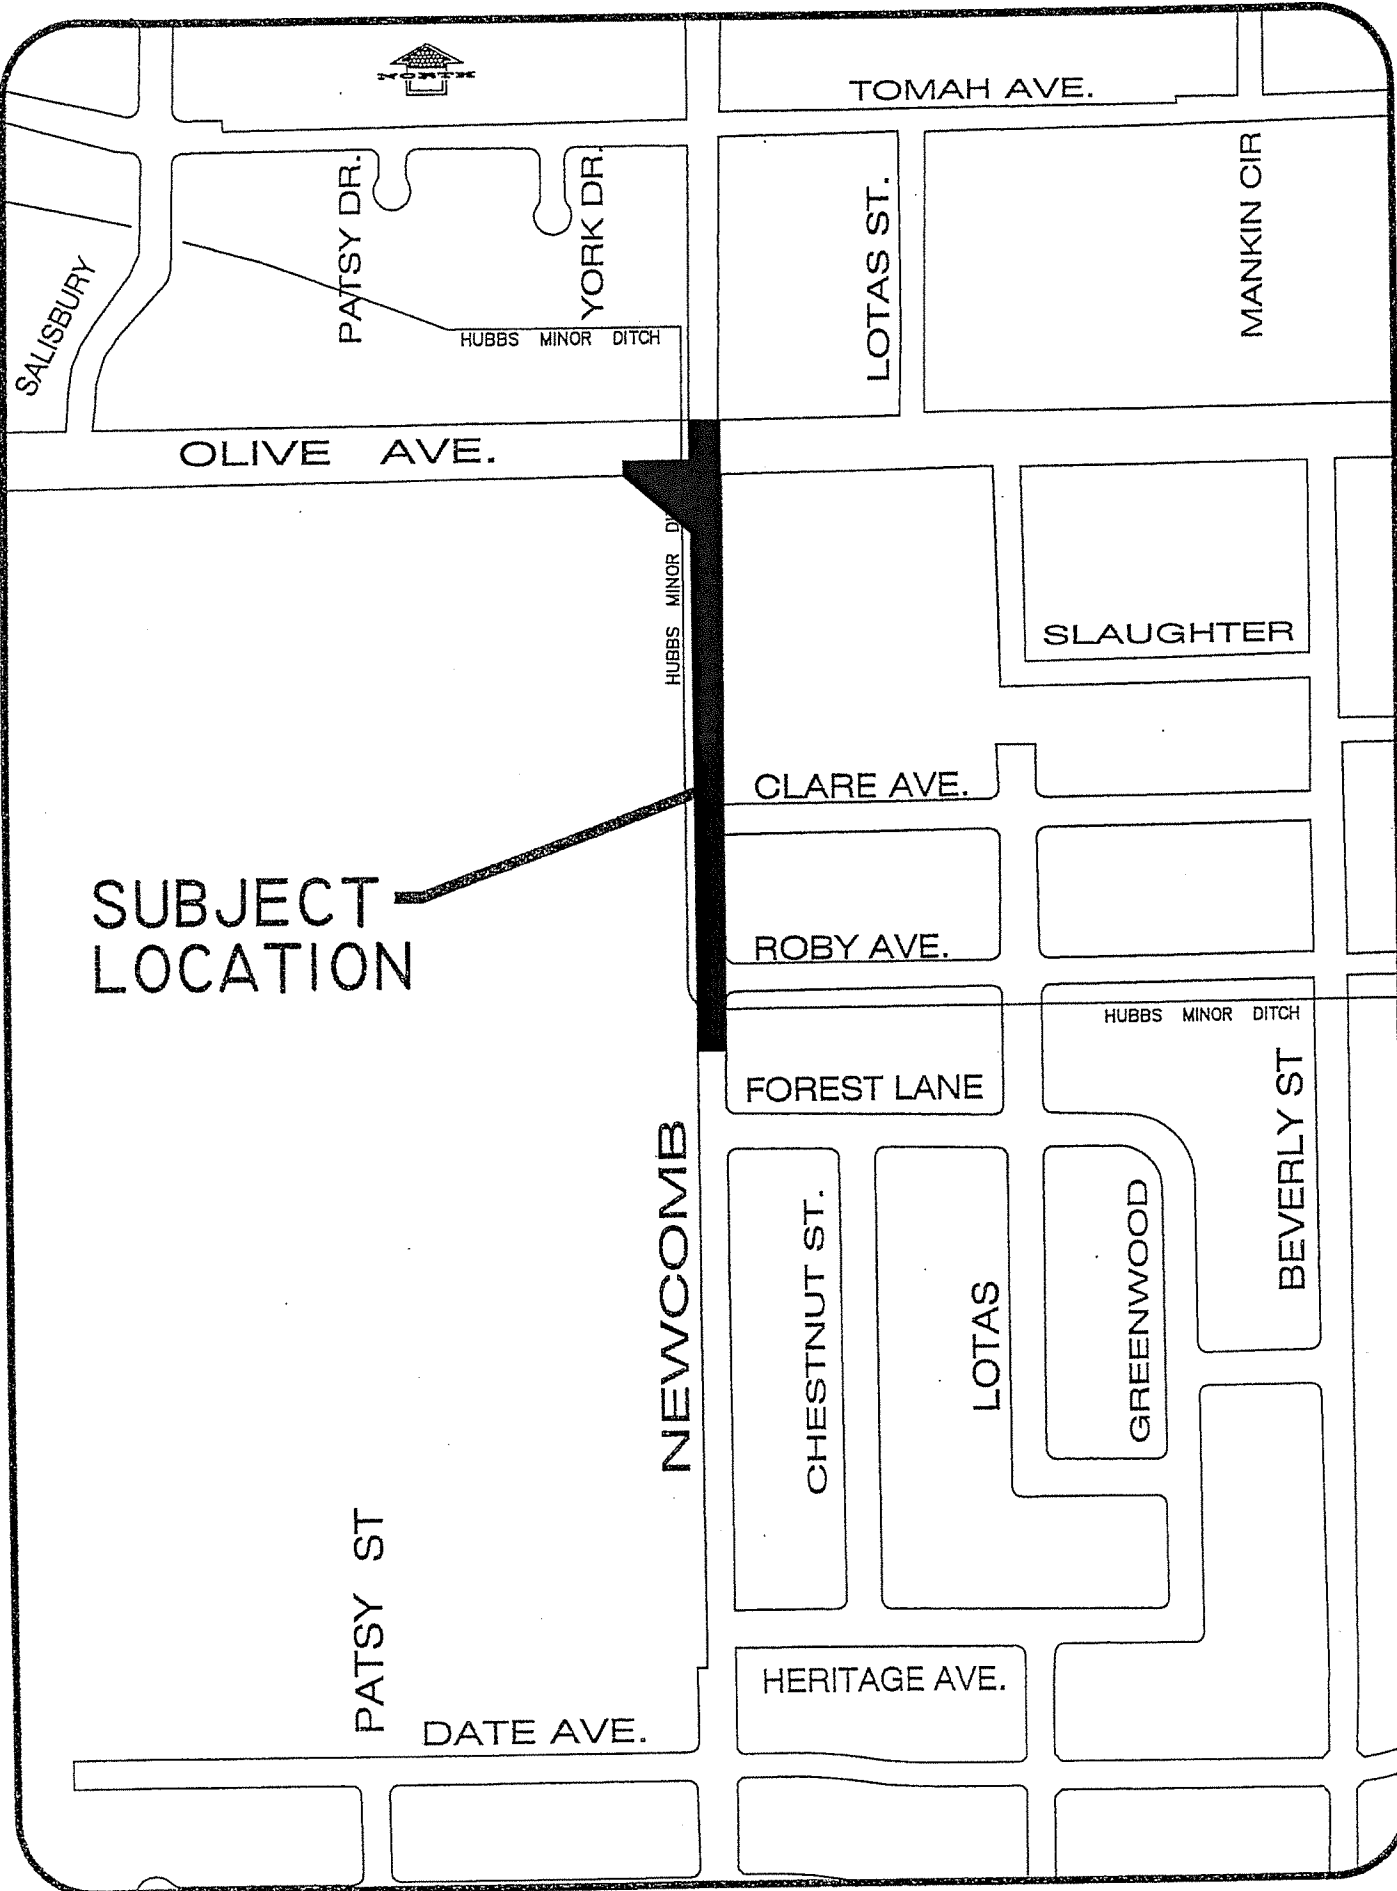 NORTH
TOMAH AVE.
PATSY DR.
YORK DR.
LOTAS ST.
MANKIN CIR
SALISBURY
HUBBS MINOR DITCH
OLIVE AVE.
HUBBS MINOR DI
SLAUGHTER
CLARE AVE.
SUBJECT
LOCATION
ROBY AVE.
HUBBS MINOR DITCH
FOREST LANE
BEVERLY ST
NEWCOMB
CHESTNUT ST.
LOTAS
GREENWOOD
PATSY ST
HERITAGE AVE.
DATE AVE.